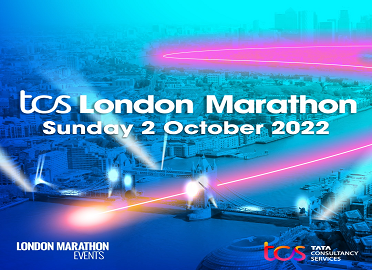 tcs London Marathon
Sunday 2 October 2022
LONDON MARATHON
EVENTS
tcs TATA
CONSULTANCY
SERVICES